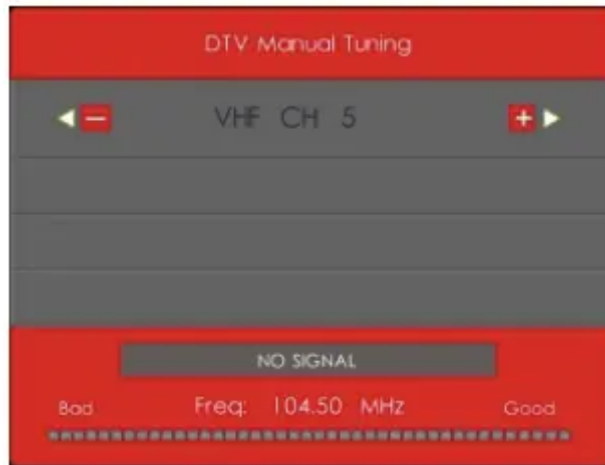 DTV Manual Tuning
− VHF CH 5 +
NO SIGNAL
Bad Freq: 104.50 MHz Good